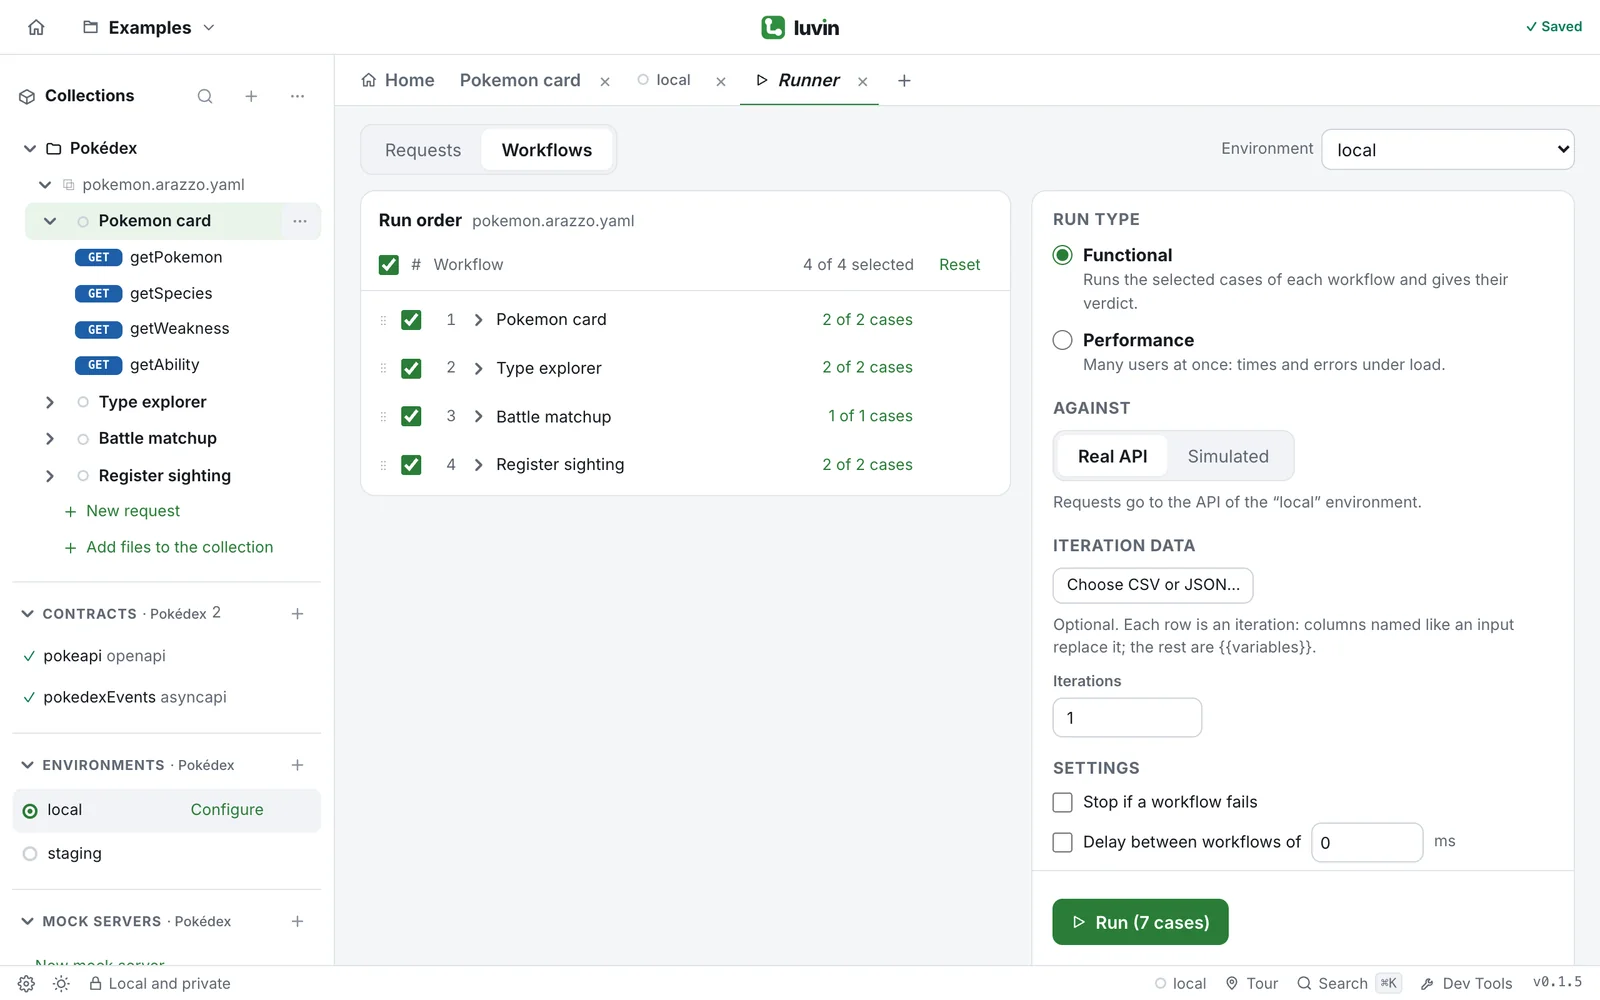 Examples
luvin
Saved
Collections
Pokédex
pokemon.arazzo.yaml
Pokemon card
GET getPokemon
GET getSpecies
GET getWeakness
GET getAbility
Type explorer
Battle matchup
Register sighting
+ New request
+ Add files to the collection
CONTRACTS · Pokédex 2
pokeapi openapi
pokedexEvents asyncapi
ENVIRONMENTS · Pokédex
local Configure
staging
MOCK SERVERS · Pokédex
New mock server
Home Pokemon card local Runner
Requests Workflows
Environment local
Run order pokemon.arazzo.yaml
# Workflow 4 of 4 selected Reset
1 Pokemon card 2 of 2 cases
2 Type explorer 2 of 2 cases
3 Battle matchup 1 of 1 cases
4 Register sighting 2 of 2 cases
RUN TYPE
Functional
Runs the selected cases of each workflow and gives their
verdict.
Performance
Many users at once: times and errors under load.
AGAINST
Real API Simulated
Requests go to the API of the “local” environment.
ITERATION DATA
Choose CSV or JSON...
Optional. Each row is an iteration: columns named like an input
replace it; the rest are {{variables}}.
Iterations
1
SETTINGS
Stop if a workflow fails
Delay between workflows of 0 ms
Run (7 cases)
Local and private
local Tour Search ⌘K Dev Tools v0.1.5